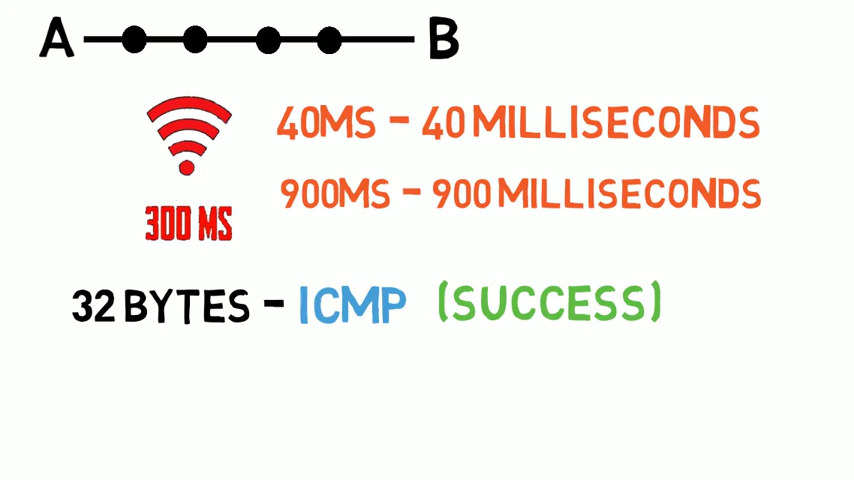 A B
40MS - 40 MILLISECONDS
900MS - 900 MILLISECONDS
300 MS
32 BYTES - ICMP (SUCCESS)